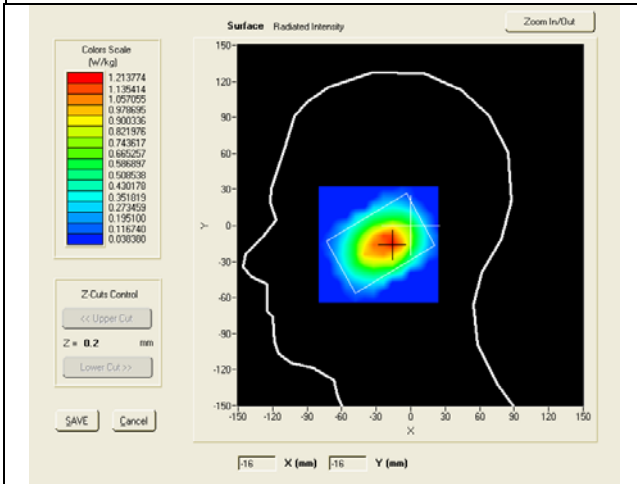 Surface Radiated Intensity
Zoom In/Out
Colors Scale
(W/kg)
1.213774
1.135414
1.057055
0.978695
0.900336
0.821976
0.743617
0.665257
0.586897
0.508538
0.430178
0.351819
0.273459
0.195100
0.116740
0.038380
Z-Cuts Control
<< Upper Cut
Z = 0.2 mm
Lower Cut >>
SAVE Cancel
150
120
90
60
30
0
-30
-60
-90
-120
-150
Y
-150 -120 -90 -60 -30 0 30 60 90 120 150
X
-16 X (mm) -16 Y (mm)